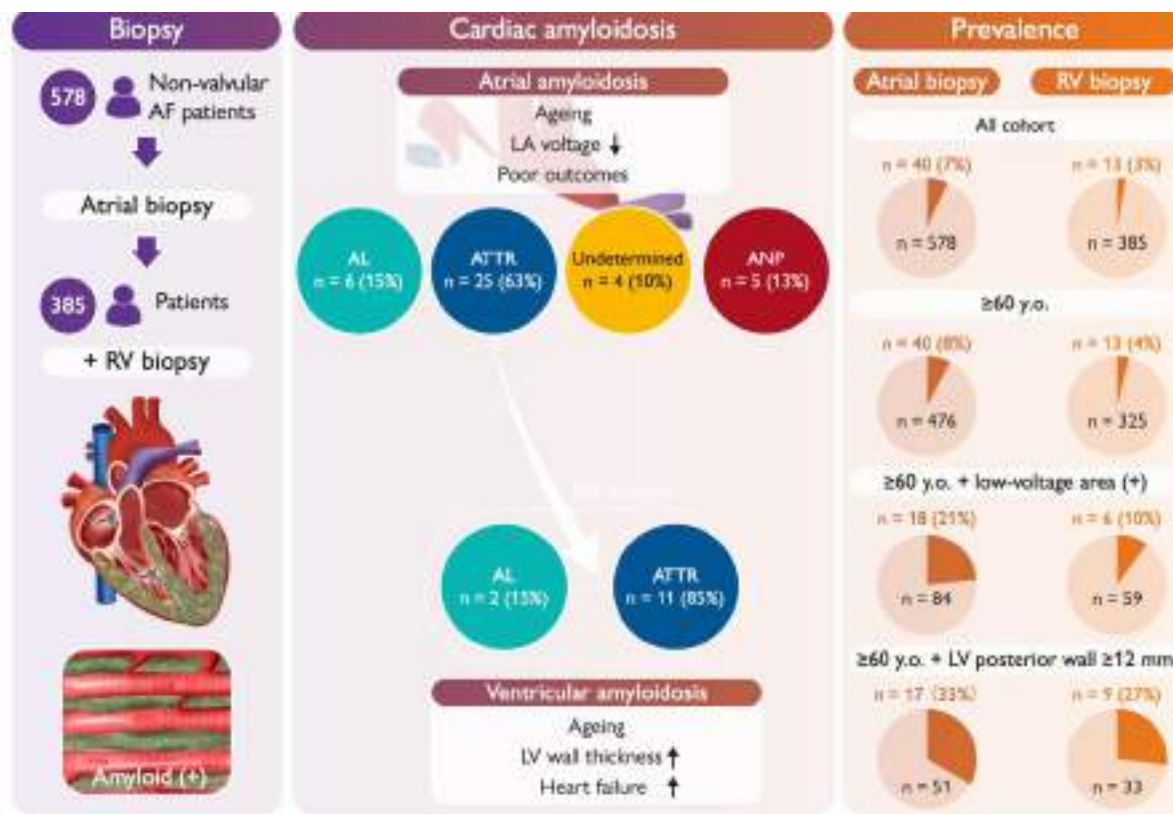 Biopsy
578
Non-valvular
AF patients
Atrial biopsy
385
Patients
+ RV biopsy
Amyloid (+)
Cardiac amyloidosis
Atrial amyloidosis
Ageing
LA voltage ↓
Poor outcomes
AL
n = 6 (15%)
ATTR
n = 25 (63%)
Undetermined
n = 4 (10%)
ANP
n = 5 (13%)
AL
n = 2 (15%)
ATTR
n = 11 (85%)
Ventricular amyloidosis
Ageing
LV wall thickness ↑
Heart failure ↑
Prevalence
Atrial biopsy
RV biopsy
All cohort
n = 40 (7%)
n = 13 (3%)
n = 578
n = 385
≥60 y.o.
n = 40 (8%)
n = 13 (4%)
n = 476
n = 325
≥60 y.o. + low-voltage area (+)
n = 18 (21%)
n = 6 (10%)
n = 84
n = 59
≥60 y.o. + LV posterior wall ≥12 mm
n = 17 (33%)
n = 9 (27%)
n = 51
n = 33